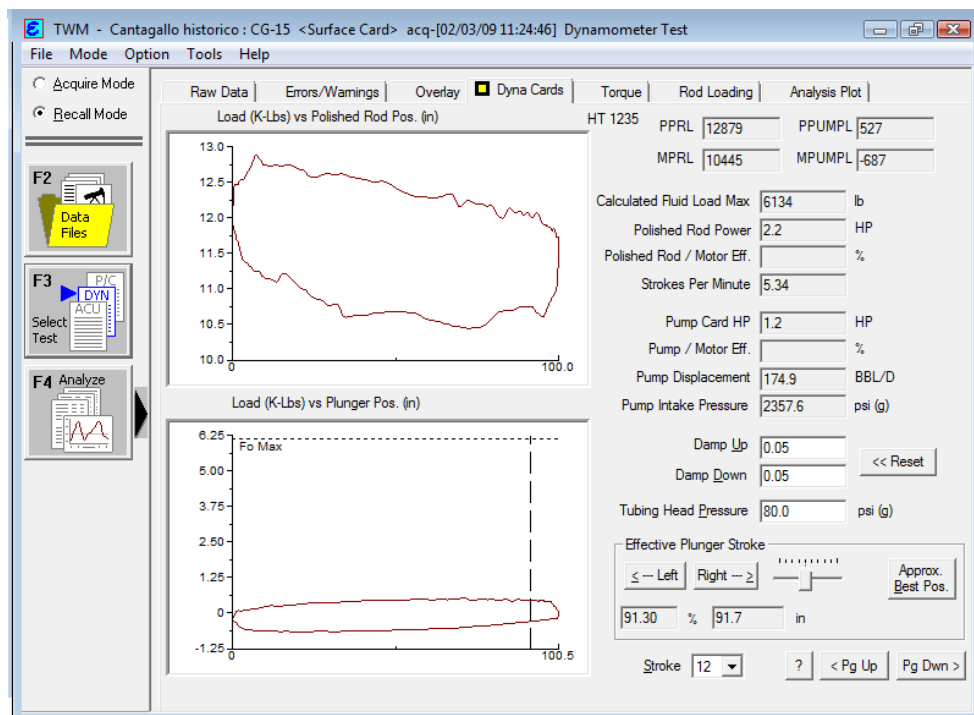 TWM - Cantagallo historico : CG-15 <Surface Card> acq-[02/03/09 11:24:46] Dynamometer Test
File Mode Option Tools Help
Acquire Mode
Recall Mode
F2
Data
Files
F3
P/C
DYN
ACU
Select
Test
F4 Analyze
Raw Data
Errors/Warnings
Overlay
Dyna Cards
Torque
Rod Loading
Analysis Plot
Load (K-Lbs) vs Polished Rod Pos. (in)
13.0
12.5
12.0
11.5
11.0
10.5
10.0
0 100.0
Load (K-Lbs) vs Plunger Pos. (in)
6.25
Fo Max
5.00
3.75
2.50
1.25
0
-1.25
0 100.5
HT 1235
PPRL 12879 PPUMPL 527
MPRL 10445 MPUMPL -687
Calculated Fluid Load Max 6134 lb
Polished Rod Power 2.2 HP
Polished Rod / Motor Eff. %
Strokes Per Minute 5.34
Pump Card HP 1.2 HP
Pump / Motor Eff. %
Pump Displacement 174.9 BBL/D
Pump Intake Pressure 2357.6 psi (g)
Damp Up 0.05
<< Reset
Damp Down 0.05
Tubing Head Pressure 80.0 psi (g)
Effective Plunger Stroke
< --- Left Right --- >
Approx.
Best Pos.
91.30 % 91.7 in
Stroke 12 ? < Pg Up Pg Dwn >